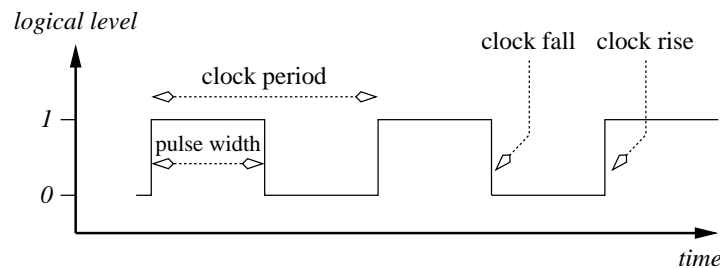 logical level
clock fall
clock rise
clock period
1
pulse width
0
time